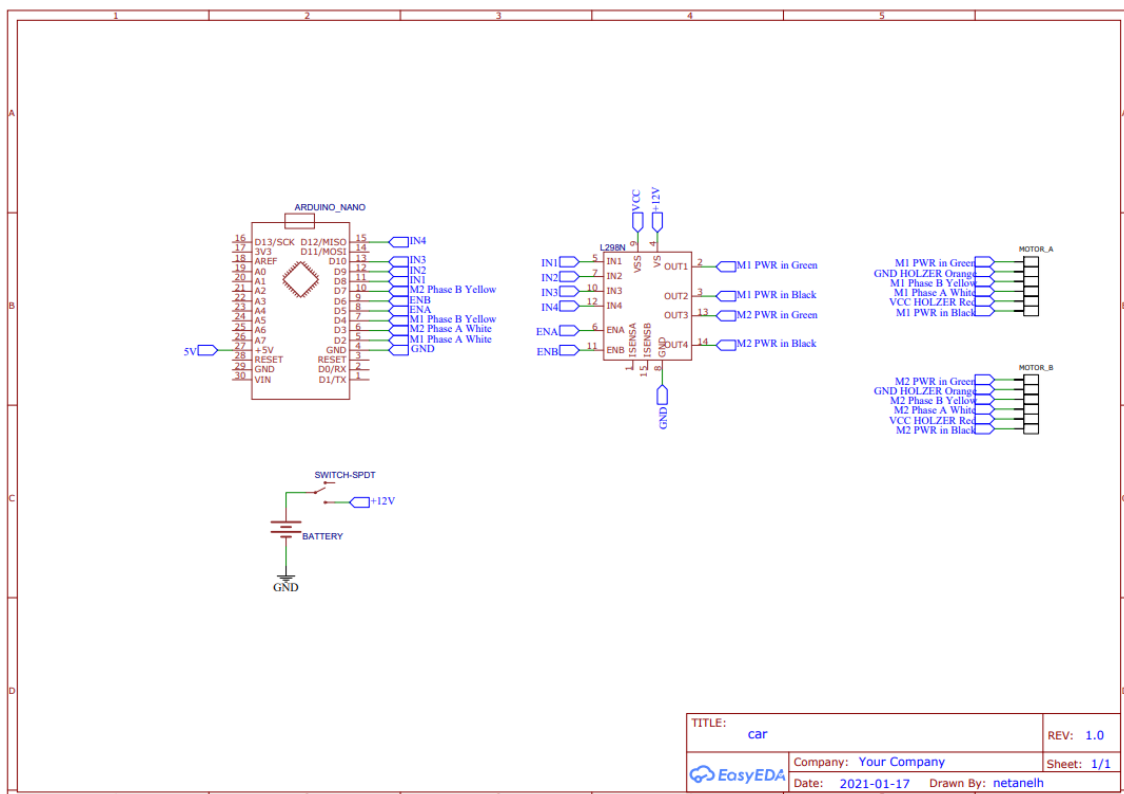 1 2 3 4 5
A
B
C
D
ARDUINO_NANO
16 D13/SCK D12/MISO 15 IN4
17 3V3 D11/MOSI 14
18 AREF D10 13 IN3
19 A0 D9 12 IN2
20 A1 D8 11 IN1
21 A2 D7 10 M2 Phase B Yellow
22 A3 D6 9 ENB
23 A4 D5 8 ENA
24 A5 D4 7 M1 Phase B Yellow
25 A6 D3 6 M2 Phase A White
26 A7 D2 5 M1 Phase A White
5V 27 +5V GND 4 GND
28 RESET RESET 3
29 GND D0/RX 2
30 VIN D1/TX 1
VCC +12V
9 4
L298N
VSS VS
IN1 5 IN1 OUT1 2 M1 PWR in Green
IN2 7 IN2
IN3 10 IN3 OUT2 3 M1 PWR in Black
IN4 12 IN4 OUT3 13 M2 PWR in Green
ENA 6 ENA
ENB 11 ENB OUT4 14 M2 PWR in Black
ISENSA ISENSB GND
1 15 8
GND
MOTOR_A
M1 PWR in Green
GND HOLZER Orange
M1 Phase B Yellow
M1 Phase A White
VCC HOLZER Red
M1 PWR in Black
MOTOR_B
M2 PWR in Green
GND HOLZER Orange
M2 Phase B Yellow
M2 Phase A White
VCC HOLZER Red
M2 PWR in Black
SWITCH-SPDT
+12V
BATTERY
GND
TITLE:
car
REV: 1.0
EasyEDA
Company: Your Company
Sheet: 1/1
Date: 2021-01-17 Drawn By: netanelh